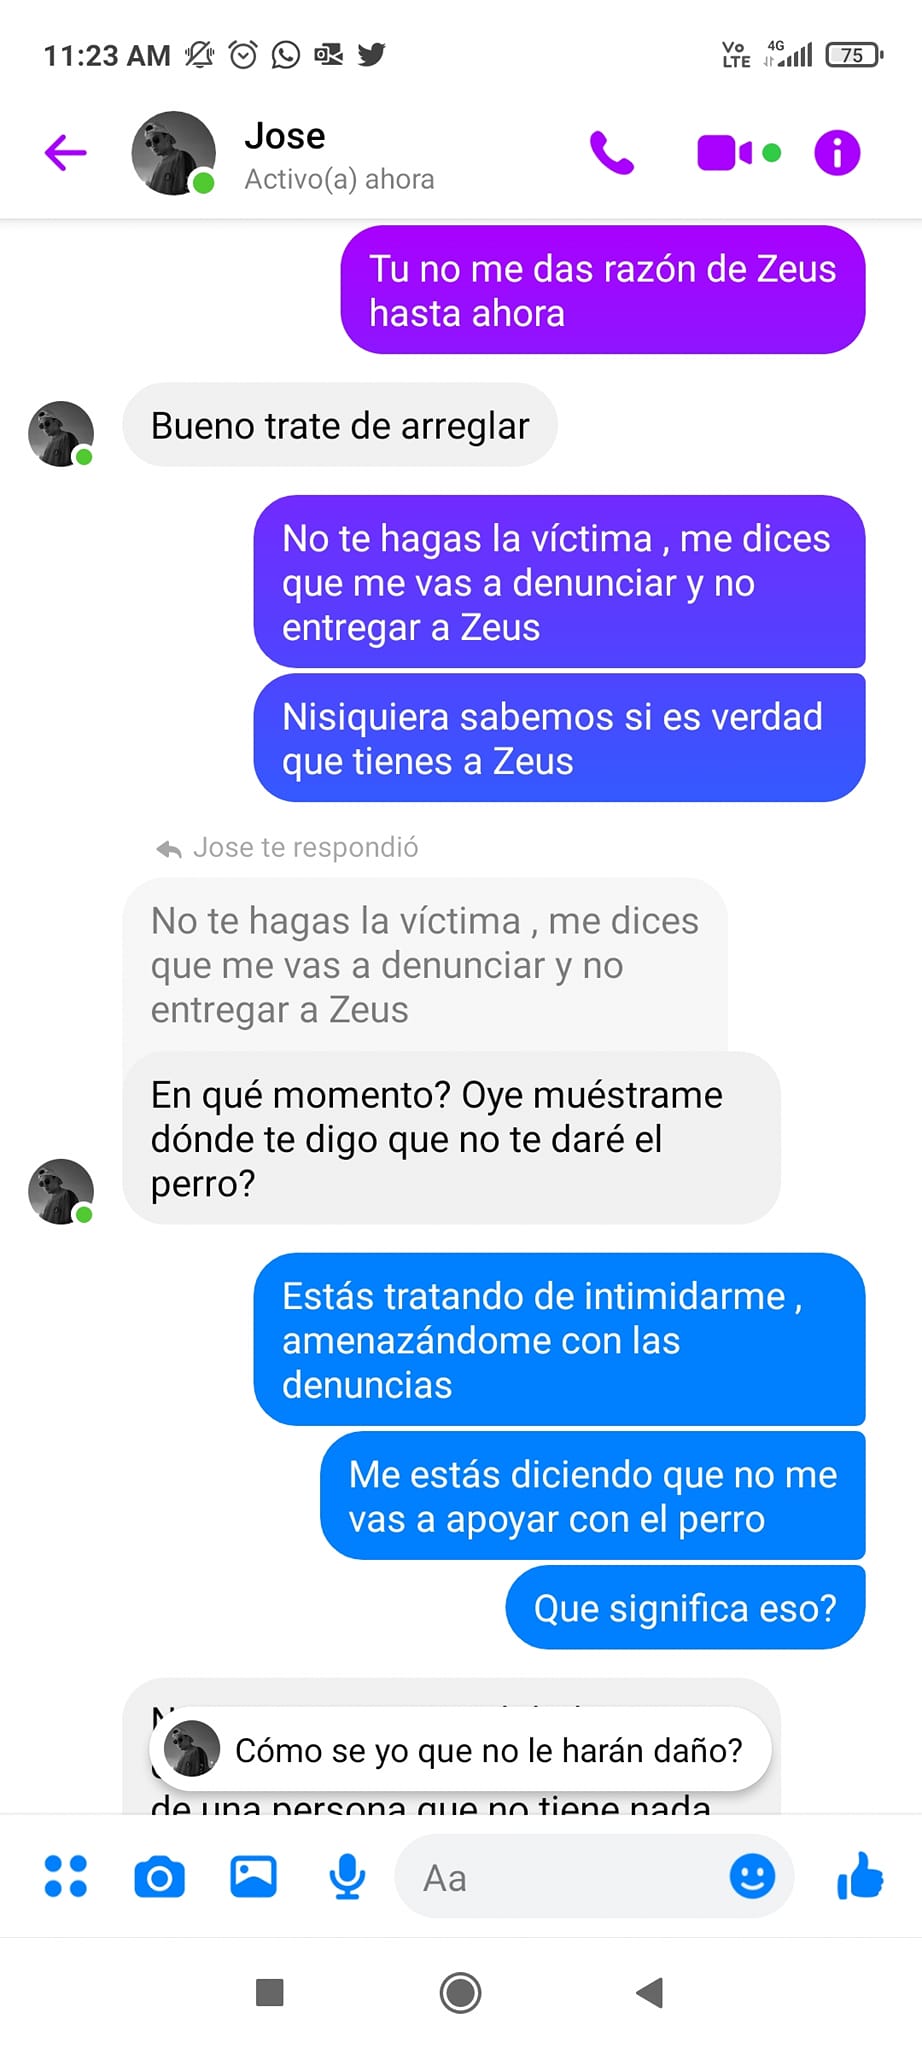 11:23 AM
Vo
LTE
4G
75
Jose
Activo(a) ahora
Tu no me das razón de Zeus
hasta ahora
Bueno trate de arreglar
No te hagas la víctima , me dices
que me vas a denunciar y no
entregar a Zeus
Nisiquiera sabemos si es verdad
que tienes a Zeus
Jose te respondió
No te hagas la víctima , me dices
que me vas a denunciar y no
entregar a Zeus
En qué momento? Oye muéstrame
dónde te digo que no te daré el
perro?
Estás tratando de intimidarme ,
amenazándome con las
denuncias
Me estás diciendo que no me
vas a apoyar con el perro
Que significa eso?
Cómo se yo que no le harán daño?
de una persona que no tiene nada
Aa